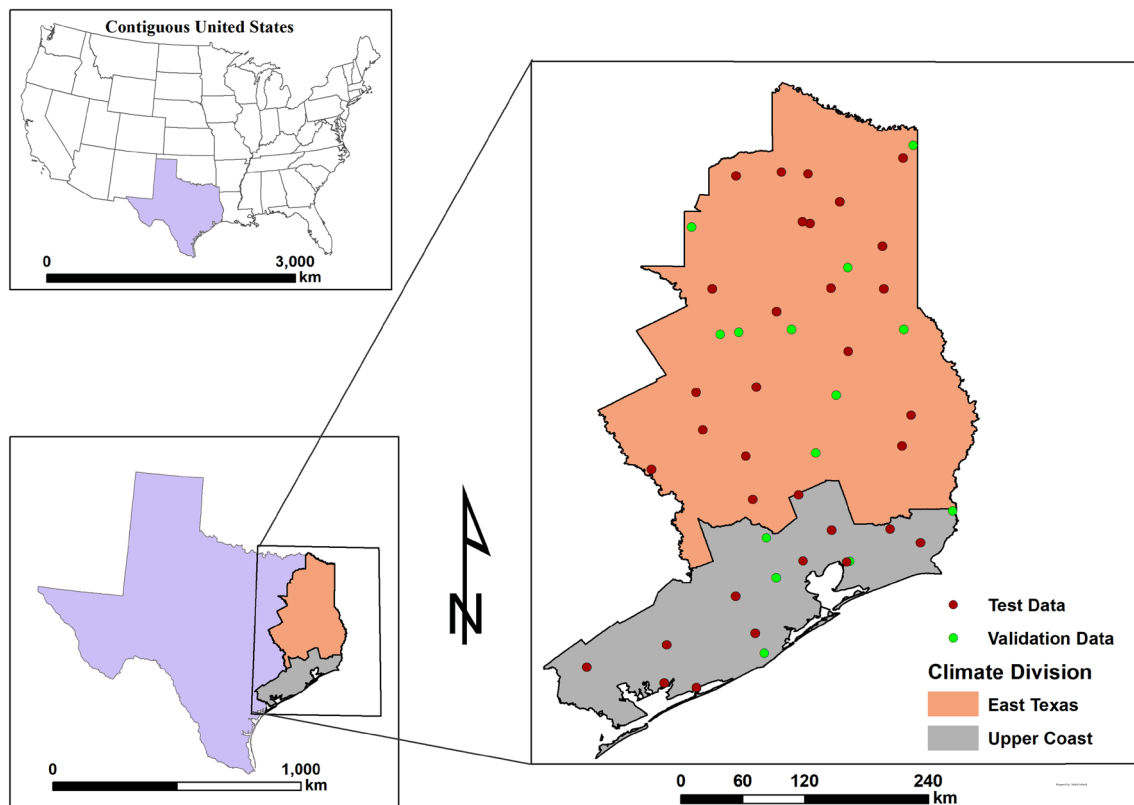 Contiguous United States
0 3,000
km
N
0 1,000
km
Test Data
Validation Data
Climate Division
East Texas
Upper Coast
0 60 120 240
km